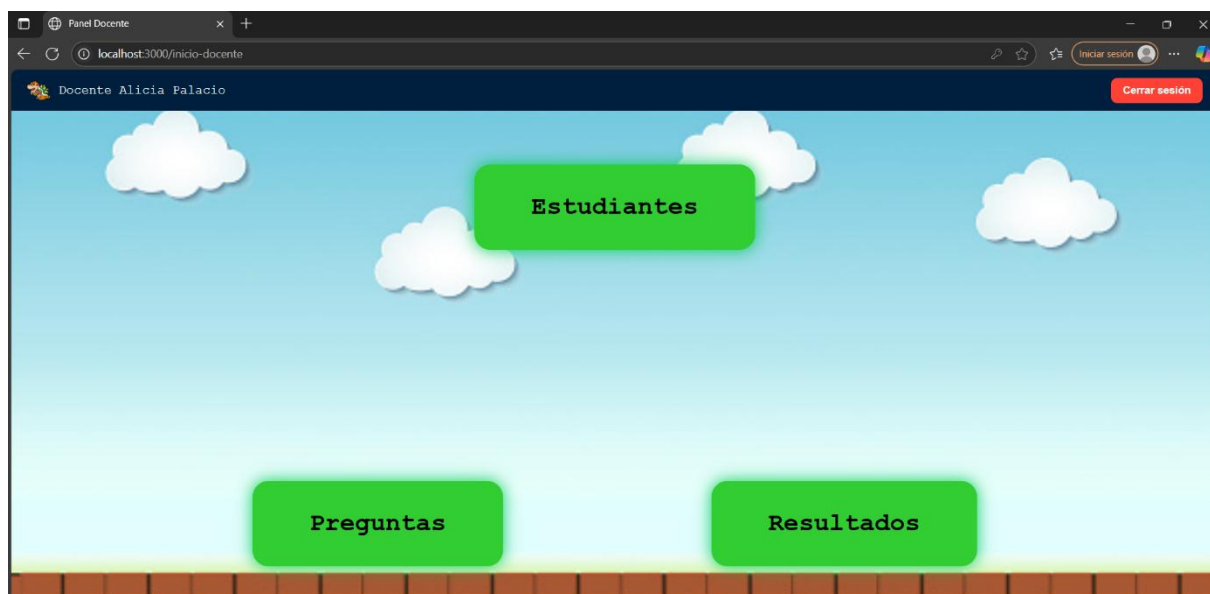 Panel Docente
localhost:3000/inicio-docente
Iniciar sesión
Docente Alicia Palacio
Cerrar sesión
Estudiantes
Preguntas
Resultados